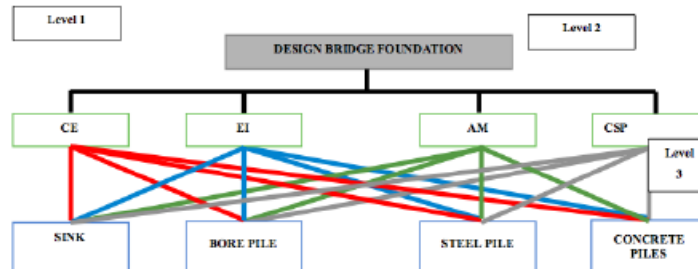 Level 1
Level 2
DESIGN BRIDGE FOUNDATION
CE
EI
AM
CSP
Level
3
SINK
BORE PILE
STEEL PILE
CONCRETE
PILES